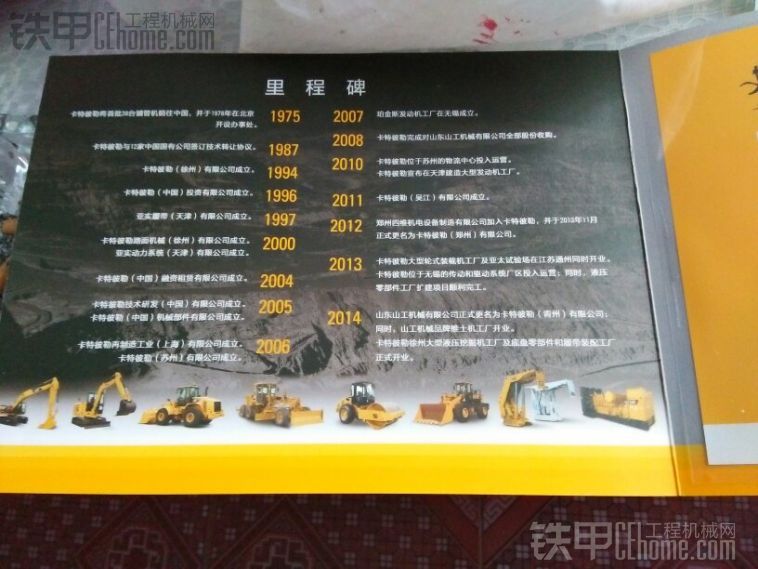 铁甲 工程机械网
CEhome.com
里程碑
卡特彼勒将首批38台铺管机销往中国，并于1978年在北京 1975
开设办事处。
卡特彼勒与12家中国国有公司签订技术转让协议。 1987
卡特彼勒（徐州）有限公司成立。 1994
卡特彼勒（中国）投资有限公司成立。 1996
亚实履带（天津）有限公司成立。 1997
卡特彼勒路面机械（徐州）有限公司成立。 2000
亚实动力系统（天津）有限公司成立。
卡特彼勒（中国）融资租赁有限公司成立。 2004
卡特彼勒技术研发（中国）有限公司成立。 2005
卡特彼勒（中国）机械部件有限公司成立。
卡特彼勒再制造工业（上海）有限公司成立。 2006
卡特彼勒（苏州）有限公司成立。
2007 珀金斯发动机工厂在无锡成立。
2008 卡特彼勒完成对山东山工机械有限公司全部股份收购。
2010 卡特彼勒位于苏州的物流中心投入运营。
卡特彼勒宣布在天津建造大型发动机工厂。
2011 卡特彼勒（吴江）有限公司成立。
2012 郑州四维机电设备制造有限公司加入卡特彼勒，并于2013年11月
正式更名为卡特彼勒（郑州）有限公司。
2013 卡特彼勒大型轮式装载机工厂及亚太试验场在江苏通州同时开业。
卡特彼勒位于无锡的传动和驱动系统厂区投入运营；同时，液压
零部件工厂扩建项目顺利完工。
2014 山东山工机械有限公司正式更名为卡特彼勒（青州）有限公司；
同时，山工机械品牌推土机工厂开业。
卡特彼勒徐州大型液压挖掘机工厂及底盘零部件和履带装配工厂
正式开业。
铁甲 工程机械网
CEhome.com